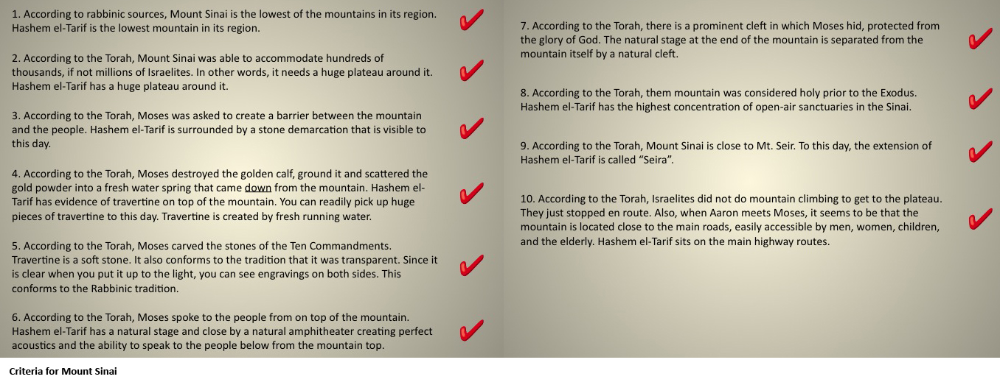 1. According to rabbinic sources, Mount Sinai is the lowest of the mountains in its region.
Hashem el-Tarif is the lowest mountain in its region.
2. According to the Torah, Mount Sinai was able to accommodate hundreds of
thousands, if not millions of Israelites. In other words, it needs a huge plateau around it.
Hashem el-Tarif has a huge plateau around it.
3. According to the Torah, Moses was asked to create a barrier between the mountain
and the people. Hashem el-Tarif is surrounded by a stone demarcation that is visible to
this day.
4. According to the Torah, Moses destroyed the golden calf, ground it and scattered the
gold powder into a fresh water spring that came down from the mountain. Hashem el-
Tarif has evidence of travertine on top of the mountain. You can readily pick up huge
pieces of travertine to this day. Travertine is created by fresh running water.
5. According to the Torah, Moses carved the stones of the Ten Commandments.
Travertine is a soft stone. It also conforms to the tradition that it was transparent. Since it
is clear when you put it up to the light, you can see engravings on both sides. This
conforms to the Rabbinic tradition.
6. According to the Torah, Moses spoke to the people from on top of the mountain.
Hashem el-Tarif has a natural stage and close by a natural amphitheater creating perfect
acoustics and the ability to speak to the people below from the mountain top.
7. According to the Torah, there is a prominent cleft in which Moses hid, protected from
the glory of God. The natural stage at the end of the mountain is separated from the
mountain itself by a natural cleft.
8. According to the Torah, them mountain was considered holy prior to the Exodus.
Hashem el-Tarif has the highest concentration of open-air sanctuaries in the Sinai.
9. According to the Torah, Mount Sinai is close to Mt. Seir. To this day, the extension of
Hashem el-Tarif is called “Seira”.
10. According to the Torah, Israelites did not do mountain climbing to get to the plateau.
They just stopped en route. Also, when Aaron meets Moses, it seems to be that the
mountain is located close to the main roads, easily accessible by men, women, children,
and the elderly. Hashem el-Tarif sits on the main highway routes.
Criteria for Mount Sinai